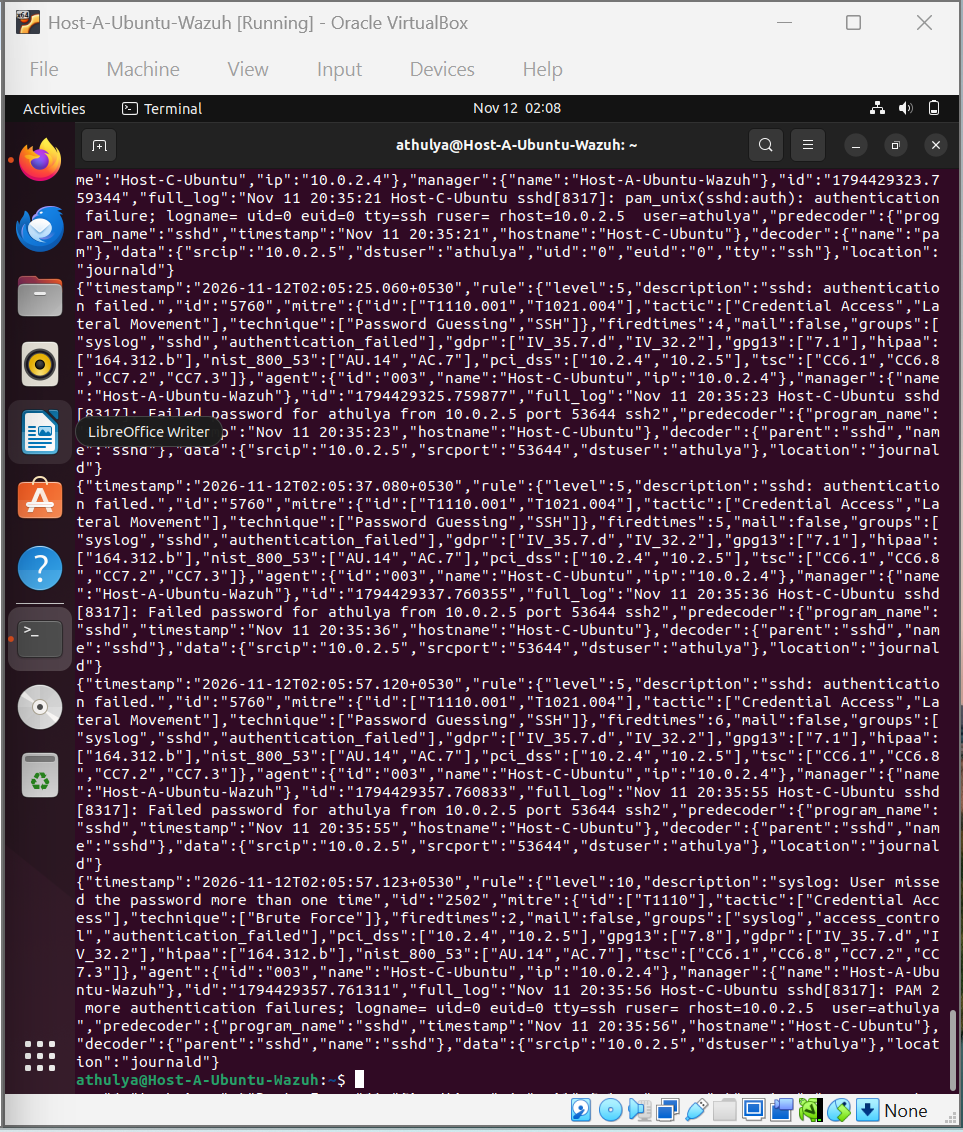 Host-A-Ubuntu-Wazuh [Running] - Oracle VirtualBox
File Machine View Input Devices Help
Activities Terminal Nov 12 02:08
athulya@Host-A-Ubuntu-Wazuh: ~
me":"Host-C-Ubuntu","ip":"10.0.2.4"},"manager":{"name":"Host-A-Ubuntu-Wazuh"},"id":"1794429323.7
59344","full_log":"Nov 11 20:35:21 Host-C-Ubuntu sshd[8317]: pam_unix(sshd:auth): authentication
 failure; logname= uid=0 euid=0 tty=ssh ruser= rhost=10.0.2.5  user=athulya","predecoder":{"prog
ram_name":"sshd","timestamp":"Nov 11 20:35:21","hostname":"Host-C-Ubuntu"},"decoder":{"name":"pa
m"},"data":{"srcip":"10.0.2.5","dstuser":"athulya","uid":"0","euid":"0","tty":"ssh"},"location":
"journald"}
{"timestamp":"2026-11-12T02:05:25.060+0530","rule":{"level":5,"description":"sshd: authenticatio
n failed.","id":"5760","mitre":{"id":["T1110.001","T1021.004"],"tactic":["Credential Access","La
teral Movement"],"technique":["Password Guessing","SSH"]},"firedtimes":4,"mail":false,"groups":[
"syslog","sshd","authentication_failed"],"gdpr":["IV_35.7.d","IV_32.2"],"gpg13":["7.1"],"hipaa":
["164.312.b"],"nist_800_53":["AU.14","AC.7"],"pci_dss":["10.2.4","10.2.5"],"tsc":["CC6.1","CC6.8
","CC7.2","CC7.3"]},"agent":{"id":"003","name":"Host-C-Ubuntu","ip":"10.0.2.4"},"manager":{"name
":"Host-A-Ubuntu-Wazuh"},"id":"1794429325.759877","full_log":"Nov 11 20:35:23 Host-C-Ubuntu sshd
[8317]: Failed password for athulya from 10.0.2.5 port 53644 ssh2","predecoder":{"program_name":
LibreOffice Writer p":"Nov 11 20:35:23","hostname":"Host-C-Ubuntu"},"decoder":{"parent":"sshd","nam
e":"sshd"},"data":{"srcip":"10.0.2.5","srcport":"53644","dstuser":"athulya"},"location":"journal
d"}
{"timestamp":"2026-11-12T02:05:37.080+0530","rule":{"level":5,"description":"sshd: authenticatio
n failed.","id":"5760","mitre":{"id":["T1110.001","T1021.004"],"tactic":["Credential Access","La
teral Movement"],"technique":["Password Guessing","SSH"]},"firedtimes":5,"mail":false,"groups":[
"syslog","sshd","authentication_failed"],"gdpr":["IV_35.7.d","IV_32.2"],"gpg13":["7.1"],"hipaa":
["164.312.b"],"nist_800_53":["AU.14","AC.7"],"pci_dss":["10.2.4","10.2.5"],"tsc":["CC6.1","CC6.8
","CC7.2","CC7.3"]},"agent":{"id":"003","name":"Host-C-Ubuntu","ip":"10.0.2.4"},"manager":{"name
":"Host-A-Ubuntu-Wazuh"},"id":"1794429337.760355","full_log":"Nov 11 20:35:36 Host-C-Ubuntu sshd
[8317]: Failed password for athulya from 10.0.2.5 port 53644 ssh2","predecoder":{"program_name":
"sshd","timestamp":"Nov 11 20:35:36","hostname":"Host-C-Ubuntu"},"decoder":{"parent":"sshd","nam
e":"sshd"},"data":{"srcip":"10.0.2.5","srcport":"53644","dstuser":"athulya"},"location":"journal
d"}
{"timestamp":"2026-11-12T02:05:57.120+0530","rule":{"level":5,"description":"sshd: authenticatio
n failed.","id":"5760","mitre":{"id":["T1110.001","T1021.004"],"tactic":["Credential Access","La
teral Movement"],"technique":["Password Guessing","SSH"]},"firedtimes":6,"mail":false,"groups":[
"syslog","sshd","authentication_failed"],"gdpr":["IV_35.7.d","IV_32.2"],"gpg13":["7.1"],"hipaa":
["164.312.b"],"nist_800_53":["AU.14","AC.7"],"pci_dss":["10.2.4","10.2.5"],"tsc":["CC6.1","CC6.8
","CC7.2","CC7.3"]},"agent":{"id":"003","name":"Host-C-Ubuntu","ip":"10.0.2.4"},"manager":{"name
":"Host-A-Ubuntu-Wazuh"},"id":"1794429357.760833","full_log":"Nov 11 20:35:55 Host-C-Ubuntu sshd
[8317]: Failed password for athulya from 10.0.2.5 port 53644 ssh2","predecoder":{"program_name":
"sshd","timestamp":"Nov 11 20:35:55","hostname":"Host-C-Ubuntu"},"decoder":{"parent":"sshd","nam
e":"sshd"},"data":{"srcip":"10.0.2.5","srcport":"53644","dstuser":"athulya"},"location":"journal
d"}
{"timestamp":"2026-11-12T02:05:57.123+0530","rule":{"level":10,"description":"syslog: User misse
d the password more than one time","id":"2502","mitre":{"id":["T1110"],"tactic":["Credential Acc
ess"],"technique":["Brute Force"]},"firedtimes":2,"mail":false,"groups":["syslog","access_contro
l","authentication_failed"],"pci_dss":["10.2.4","10.2.5"],"gpg13":["7.8"],"gdpr":["IV_35.7.d","I
V_32.2"],"hipaa":["164.312.b"],"nist_800_53":["AU.14","AC.7"],"tsc":["CC6.1","CC6.8","CC7.2","CC
7.3"]},"agent":{"id":"003","name":"Host-C-Ubuntu","ip":"10.0.2.4"},"manager":{"name":"Host-A-Ubu
ntu-Wazuh"},"id":"1794429357.761311","full_log":"Nov 11 20:35:56 Host-C-Ubuntu sshd[8317]: PAM 2
 more authentication failures; logname= uid=0 euid=0 tty=ssh ruser= rhost=10.0.2.5  user=athulya
","predecoder":{"program_name":"sshd","timestamp":"Nov 11 20:35:56","hostname":"Host-C-Ubuntu"},
"decoder":{"parent":"sshd","name":"sshd"},"data":{"srcip":"10.0.2.5","dstuser":"athulya"},"locat
ion":"journald"}
athulya@Host-A-Ubuntu-Wazuh:~$
None